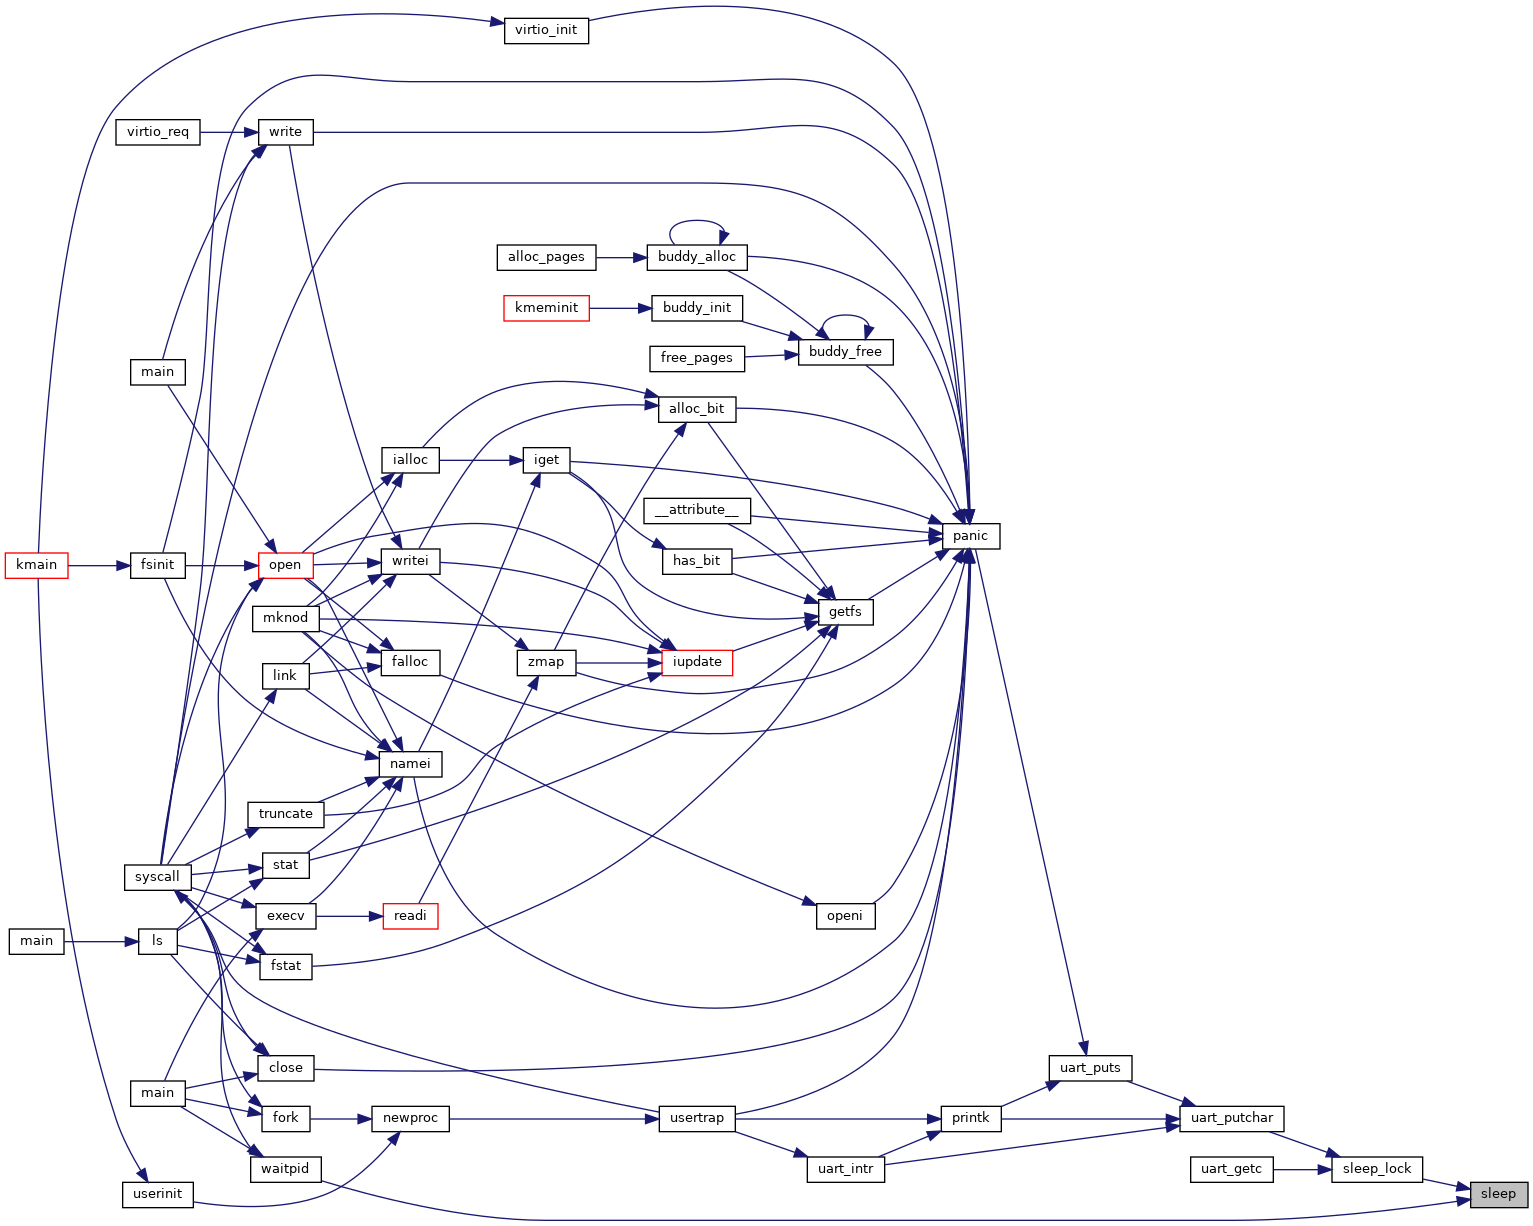 virtio_init
virtio_req
write
alloc_pages
buddy_alloc
kmeminit
buddy_init
free_pages
buddy_free
main
alloc_bit
ialloc
iget
__attribute__
panic
kmain
fsinit
open
writei
has_bit
mknod
getfs
link
falloc
zmap
iupdate
namei
truncate
syscall
stat
execv
readi
openi
main
ls
fstat
close
uart_puts
main
fork
newproc
usertrap
printk
uart_putchar
waitpid
uart_intr
uart_getc
sleep_lock
userinit
sleep